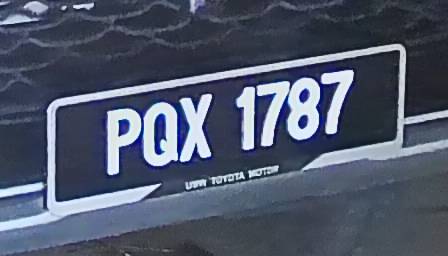 PQX 1787
UMW TOYOTA MOTOR